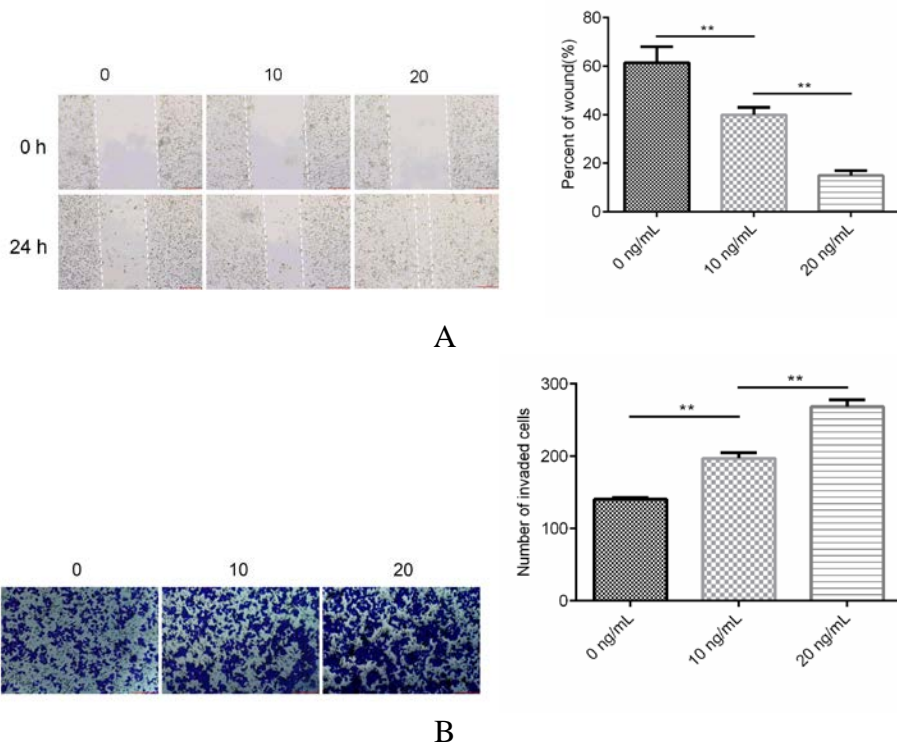 0 10 20
0 h
24 h
Percent of wound(%)
80
60
40
20
0
**
**
0 ng/mL
10 ng/mL
20 ng/mL
A
0 10 20
Number of invaded cells
300
200
100
0
**
**
0 ng/mL
10 ng/mL
20 ng/mL
B